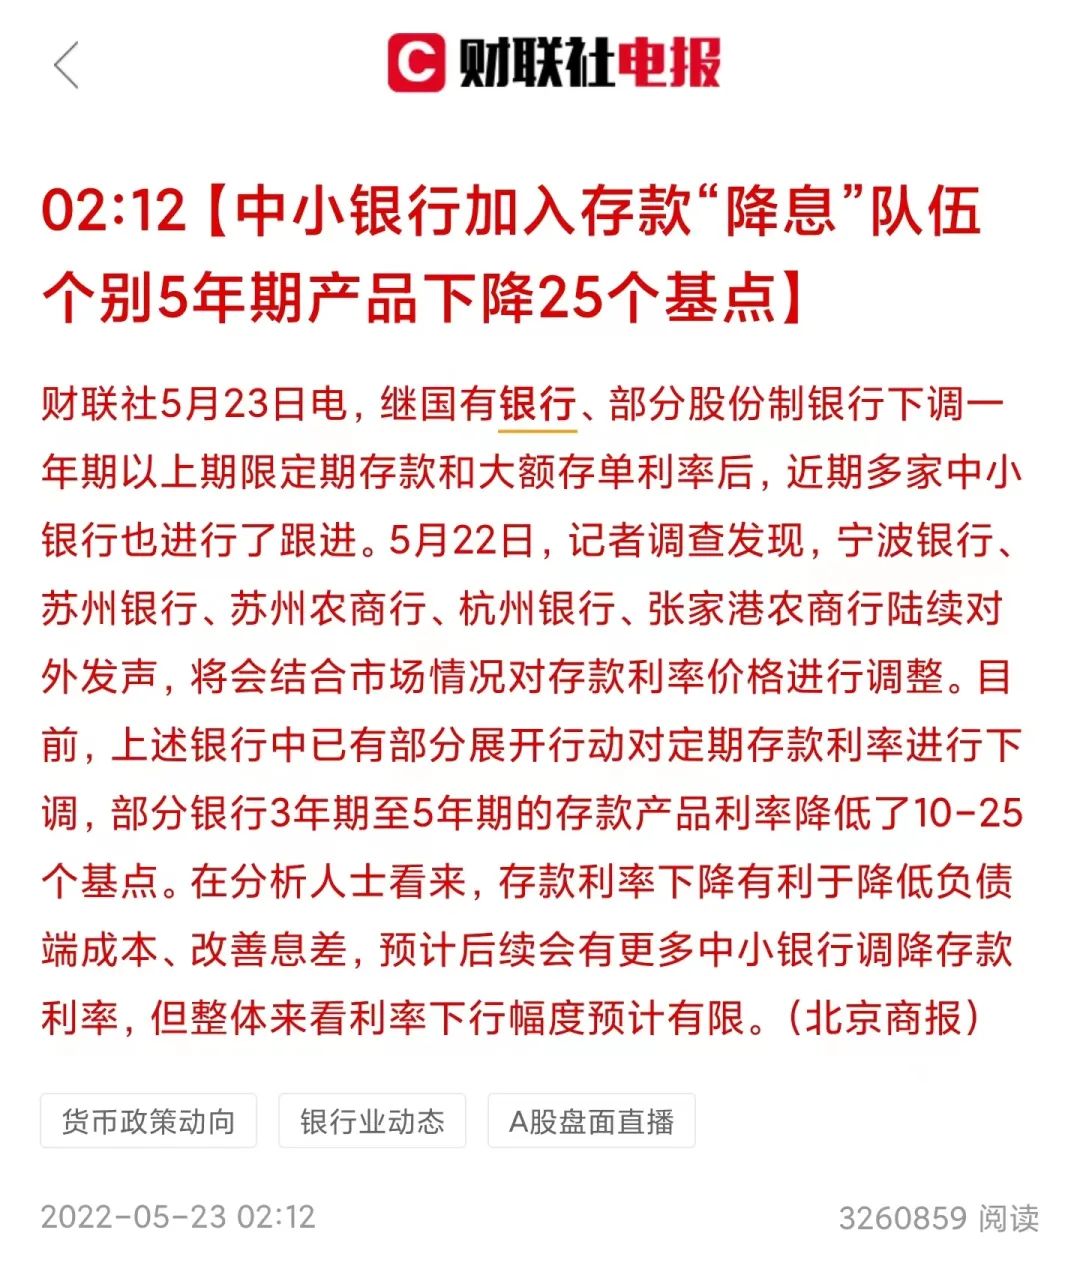 C 财联社电报
02:12【中小银行加入存款“降息”队伍
个别5年期产品下降25个基点】
财联社5月23日电，继国有银行、部分股份制银行下调一
年期以上期限定期存款和大额存单利率后，近期多家中小
银行也进行了跟进。5月22日，记者调查发现，宁波银行、
苏州银行、苏州农商行、杭州银行、张家港农商行陆续对
外发声，将会结合市场情况对存款利率价格进行调整。目
前，上述银行中已有部分展开行动对定期存款利率进行下
调，部分银行3年期至5年期的存款产品利率降低了10-25
个基点。在分析人士看来，存款利率下降有利于降低负债
端成本、改善息差，预计后续会有更多中小银行调降存款
利率，但整体来看利率下行幅度预计有限。（北京商报）
货币政策动向 银行业动态 A股盘面直播
2022-05-23 02:12 3260859 阅读